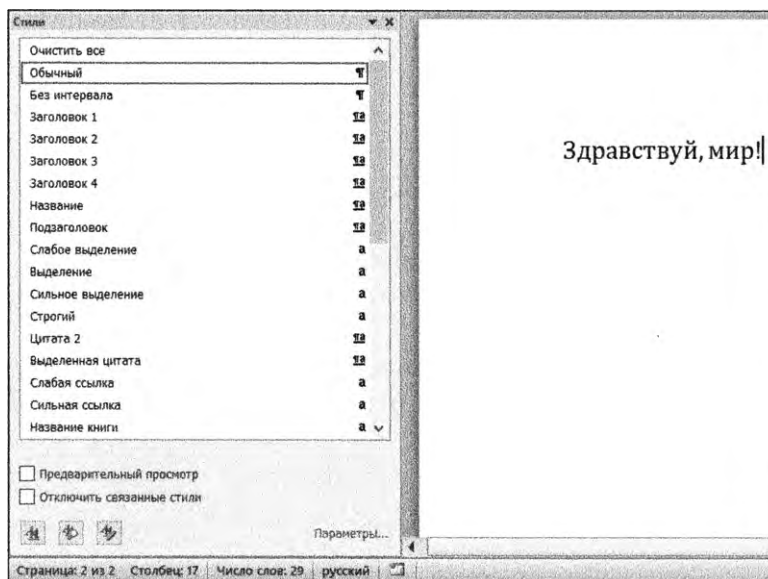 Стили
Очистить все
Обычный ¶
Без интервала ¶
Заголовок 1 ¶a
Заголовок 2 ¶a
Заголовок 3 ¶a
Заголовок 4 ¶a
Название ¶a
Подзаголовок ¶a
Слабое выделение a
Выделение a
Сильное выделение a
Строгий a
Цитата 2 ¶a
Выделенная цитата ¶a
Слабая ссылка a
Сильная ссылка a
Название книги a
Предварительный просмотр
Отключить связанные стили
Параметры...
Здравствуй, мир!
Страница: 2 из 2 Столбец: 17 Число слов: 29 русский